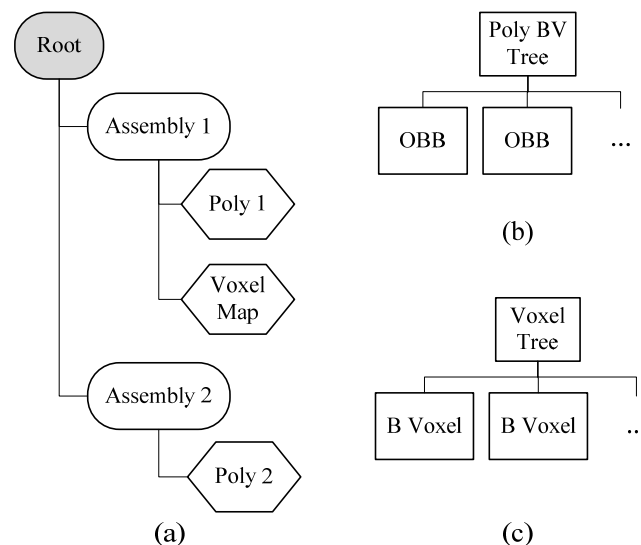 Root
Assembly 1
Poly 1
Voxel
Map
Assembly 2
Poly 2
(a)
Poly BV
Tree
OBB
OBB
...
(b)
Voxel
Tree
B Voxel
B Voxel
..
(c)